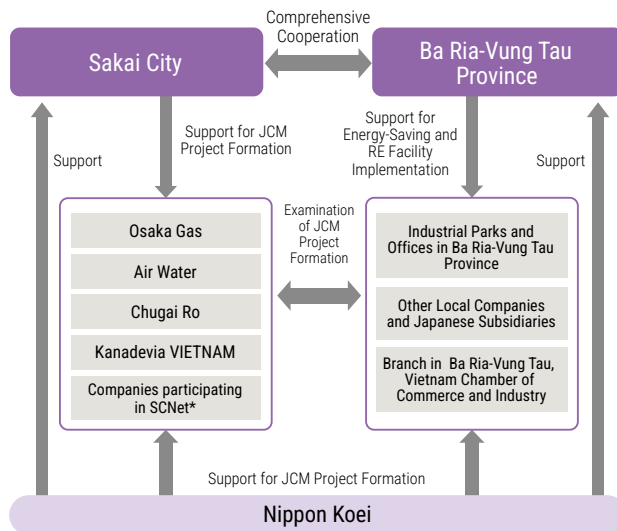 Comprehensive
Cooperation
Sakai City
Ba Ria-Vung Tau
Province
Support
Support for JCM
Project Formation
Support for
Energy-Saving and
RE Facility
Implementation
Support
Osaka Gas
Air Water
Chugai Ro
Kanadevia VIETNAM
Companies participating
in SCNet*
Examination
of JCM
Project
Formation
Industrial Parks and
Offices in Ba Ria-Vung Tau
Province
Other Local Companies
and Japanese Subsidiaries
Branch in Ba Ria-Vung Tau,
Vietnam Chamber of
Commerce and Industry
Support for JCM Project Formation
Nippon Koei